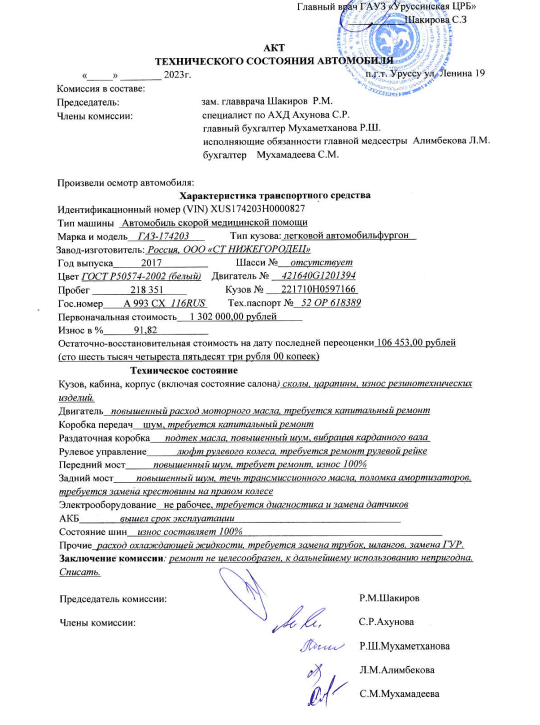 Главный врач ГАУЗ «Уруссинская ЦРБ»
Шакирова С.З
АКТ
ТЕХНИЧЕСКОГО СОСТОЯНИЯ АВТОМОБИЛЯ
«_____» ________ 2023г. п.г.т. Уруссу ул. Ленина 19
Комиссия в составе:
Председатель: зам. главврача Шакиров Р.М.
Члены комиссии: специалист по АХД Ахунова С.Р.
главный бухгалтер Мухаметханова Р.Ш.
исполняющие обязанности главной медсестры Алимбекова Л.М.
бухгалтер Мухамадеева С.М.
Произвели осмотр автомобиля:
Характеристика транспортного средства
Идентификационный номер (VIN) XUS174203H0000827
Тип машины Автомобиль скорой медицинской помощи
Марка и модель ГАЗ-174203 Тип кузова: легковой автомобильфургон
Завод-изготовитель: Россия, ООО «СТ НИЖЕГОРОДЕЦ»
Год выпуска 2017 Шасси № отсутствует
Цвет ГОСТ Р50574-2002 (белый) Двигатель № 421640G1201394
Пробег 218 351 Кузов № 221710H0597166
Гос.номер А 993 СХ 116RUS Тех.паспорт № 52 ОР 618389
Первоначальная стоимость 1 302 000,00 рублей
Износ в % 91,82
Остаточно-восстановительная стоимость на дату последней переоценки 106 453,00 рублей
(сто шесть тысяч четыреста пятьдесят три рубля 00 копеек)
Техническое состояние
Кузов, кабина, корпус (включая состояние салона) сколы, царапины, износ резинотехнических
изделий.
Двигатель повышенный расход моторного масла, требуется капитальный ремонт
Коробка передач шум, требуется капитальный ремонт
Раздаточная коробка подтек масла, повышенный шум, вибрация карданного вала
Рулевое управление люфт рулевого колеса, требуется ремонт рулевой рейке
Передний мост повышенный шум, требует ремонт, износ 100%
Задний мост повышенный шум, течь трансмиссионного масла, поломка амортизаторов,
требуется замена крестовины на правом колесе
Электрооборудование не рабочее, требуется диагностика и замена датчиков
АКБ вышел срок эксплуатации
Состояние шин износ составляет 100%
Прочие расход охлаждающей жидкости, требуется замена трубок, шлангов, замена ГУР.
Заключение комиссии: ремонт не целесообразен, к дальнейшему использованию непригодна.
Списать.
Председатель комиссии: Р.М.Шакиров
Члены комиссии: С.Р.Ахунова
Р.Ш.Мухаметханова
Л.М.Алимбекова
С.М.Мухамадеева